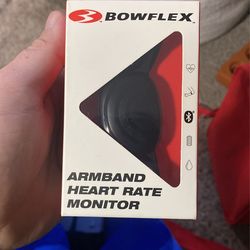 BOWFLEX
ARMBAND
HEART RATE
MONITOR